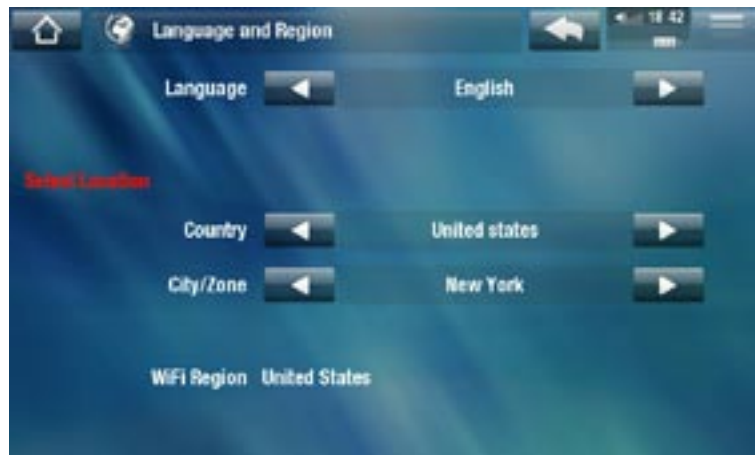 Language and Region
18 42
Language English
Select Location
Country United states
City/Zone New York
WiFi Region United States